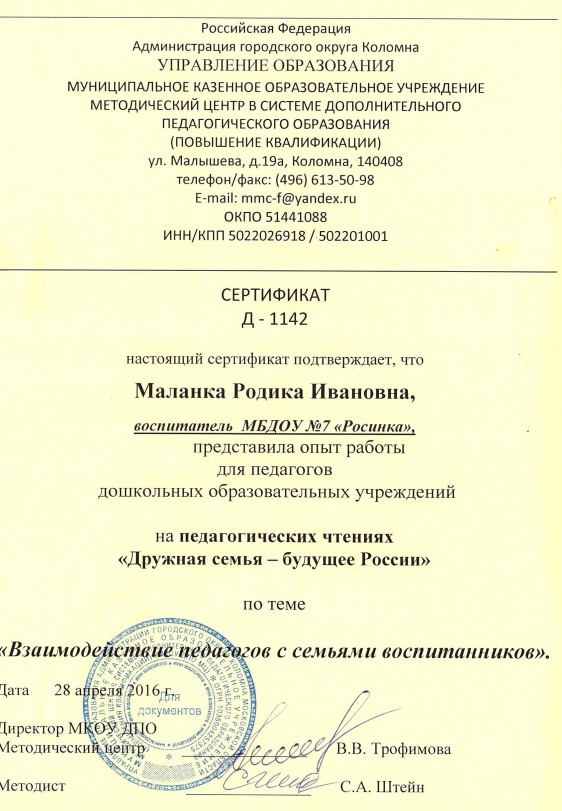 Российская Федерация
Администрация городского округа Коломна
УПРАВЛЕНИЕ ОБРАЗОВАНИЯ
МУНИЦИПАЛЬНОЕ КАЗЕННОЕ ОБРАЗОВАТЕЛЬНОЕ УЧРЕЖДЕНИЕ
МЕТОДИЧЕСКИЙ ЦЕНТР В СИСТЕМЕ ДОПОЛНИТЕЛЬНОГО
ПЕДАГОГИЧЕСКОГО ОБРАЗОВАНИЯ
(ПОВЫШЕНИЕ КВАЛИФИКАЦИИ)
ул. Малышева, д.19а, Коломна, 140408
телефон/факс: (496) 613-50-98
E-mail: mmc-f@yandex.ru
ОКПО 51441088
ИНН/КПП 5022026918 / 502201001
СЕРТИФИКАТ
Д - 1142
настоящий сертификат подтверждает, что
Маланка Родика Ивановна,
воспитатель МБДОУ №7 «Росинка»,
представила опыт работы
для педагогов
дошкольных образовательных учреждений
на педагогических чтениях
«Дружная семья – будущее России»
по теме
«Взаимодействие педагогов с семьями воспитанников».
Дата 28 апреля 2016 г.
Для
документов
Директор МКОУ ДПО
Методический центр В.В. Трофимова
Методист С.А. Штейн